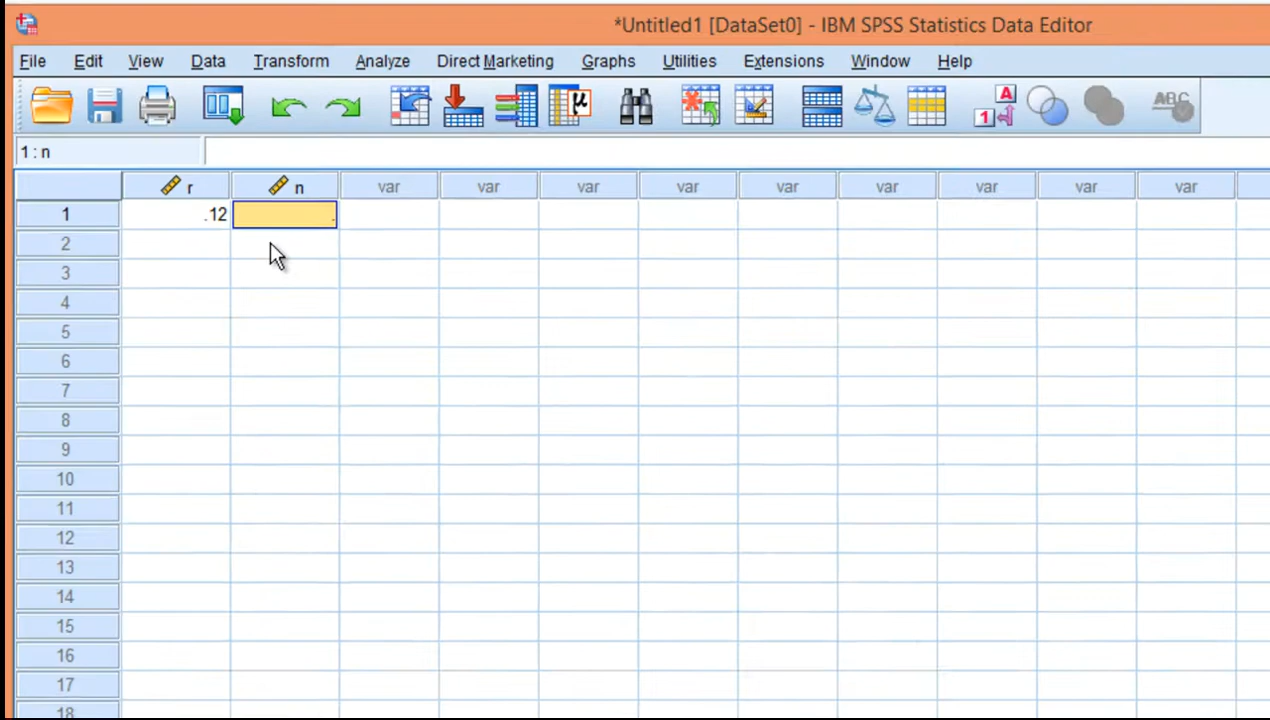 *Untitled1 [DataSet0] - IBM SPSS Statistics Data Editor
File Edit View Data Transform Analyze Direct Marketing Graphs Utilities Extensions Window Help
A
1
ABC
μ
1 : n
r n var var var var var var var var var
1 .12 .
2
3
4
5
6
7
8
9
10
11
12
13
14
15
16
17
18